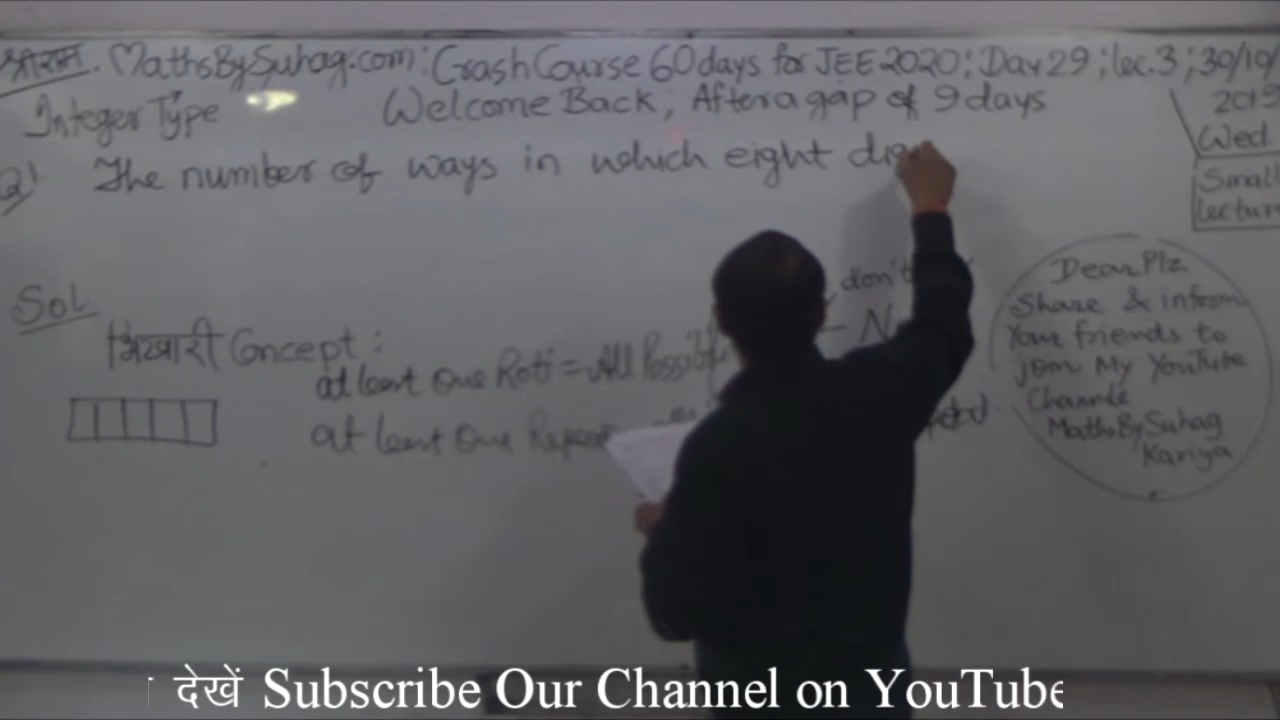 श्रीराम. MathsBySuhag.com: Crash Course 60 days for JEE 2020; Day 29; lec.3; 30/10/
2019
Wed.
Integer Type Welcome Back; After a gap of 9 days
Q1 The number of ways in which eight
Small
Lecture
Sol
भिखारी Concept:
at least One Roti = All Possible
don't
- N
at least One
Dear Plz
Share & inform
Your friends to
join My YouTube
Channel
MathsBySuhag
Kariya
देखें Subscribe Our Channel on YouTube